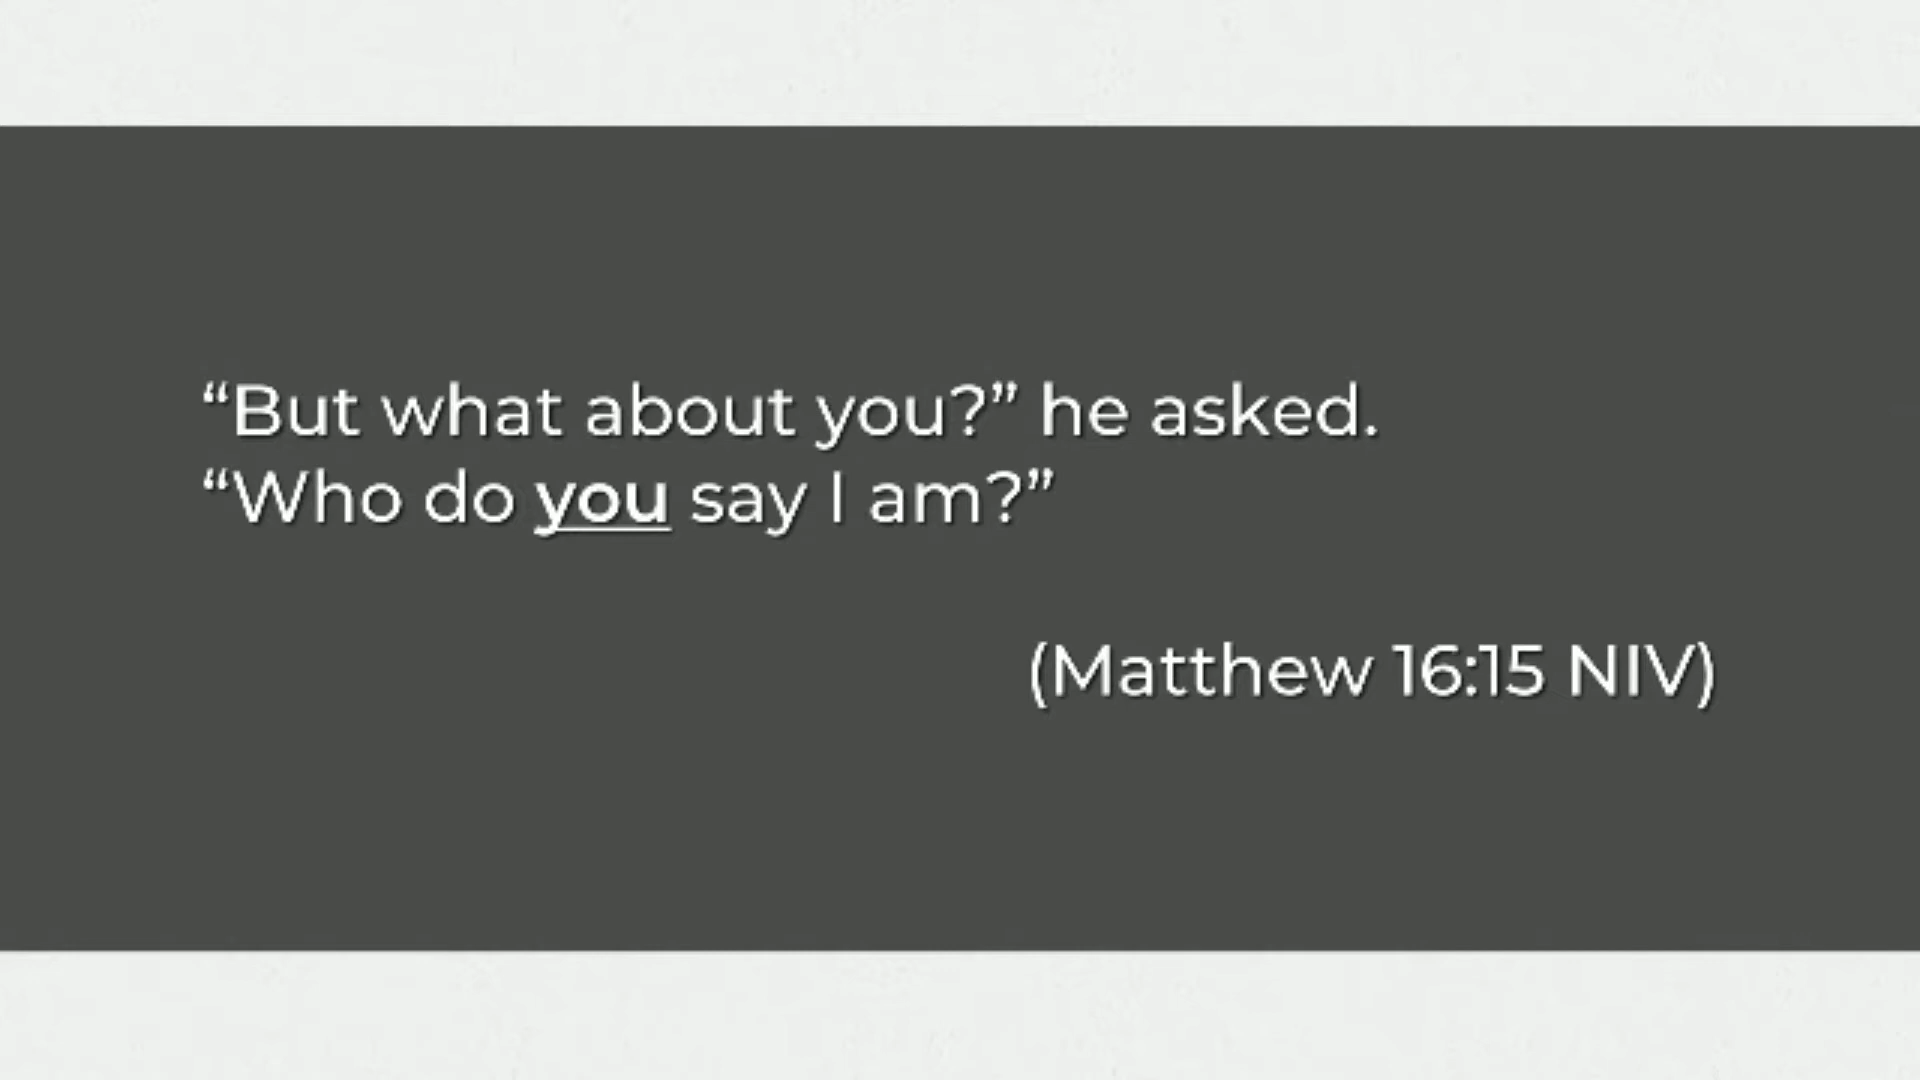 “But what about you?” he asked.
“Who do you say I am?”
(Matthew 16:15 NIV)